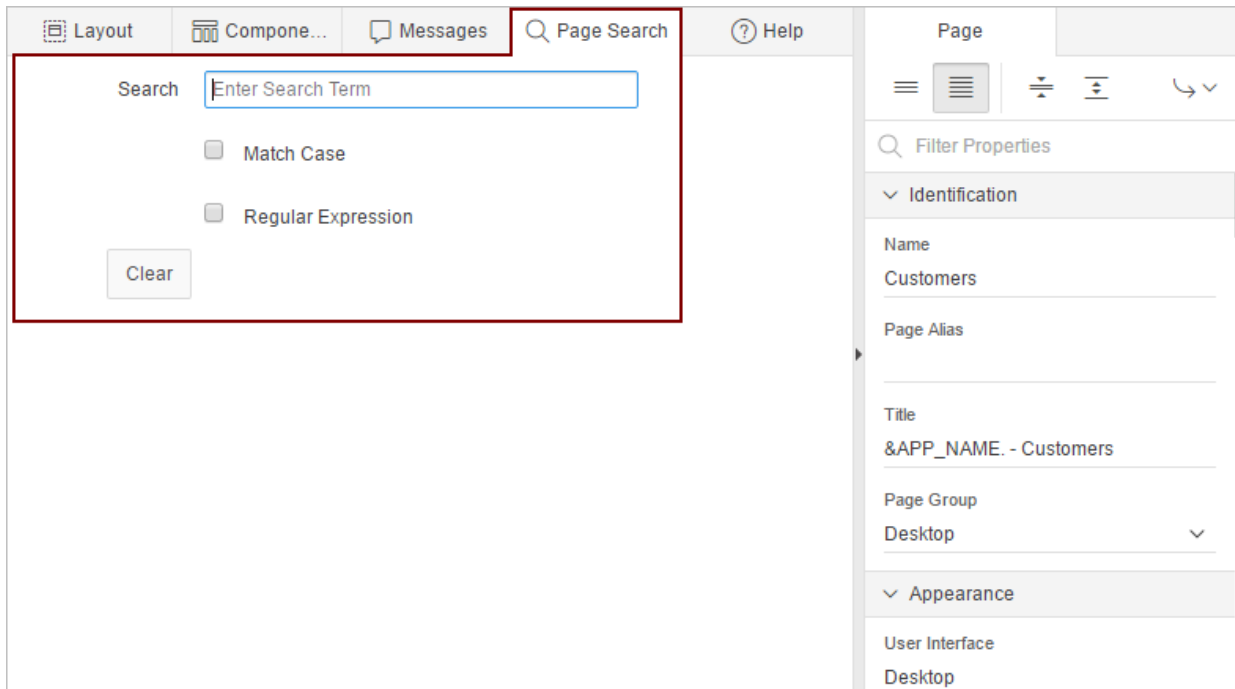 Layout Compone... Messages Page Search Help Page
Search Enter Search Term
Match Case
Regular Expression
Clear
Filter Properties
Identification
Name
Customers
Page Alias
Title
&APP_NAME. - Customers
Page Group
Desktop
Appearance
User Interface
Desktop